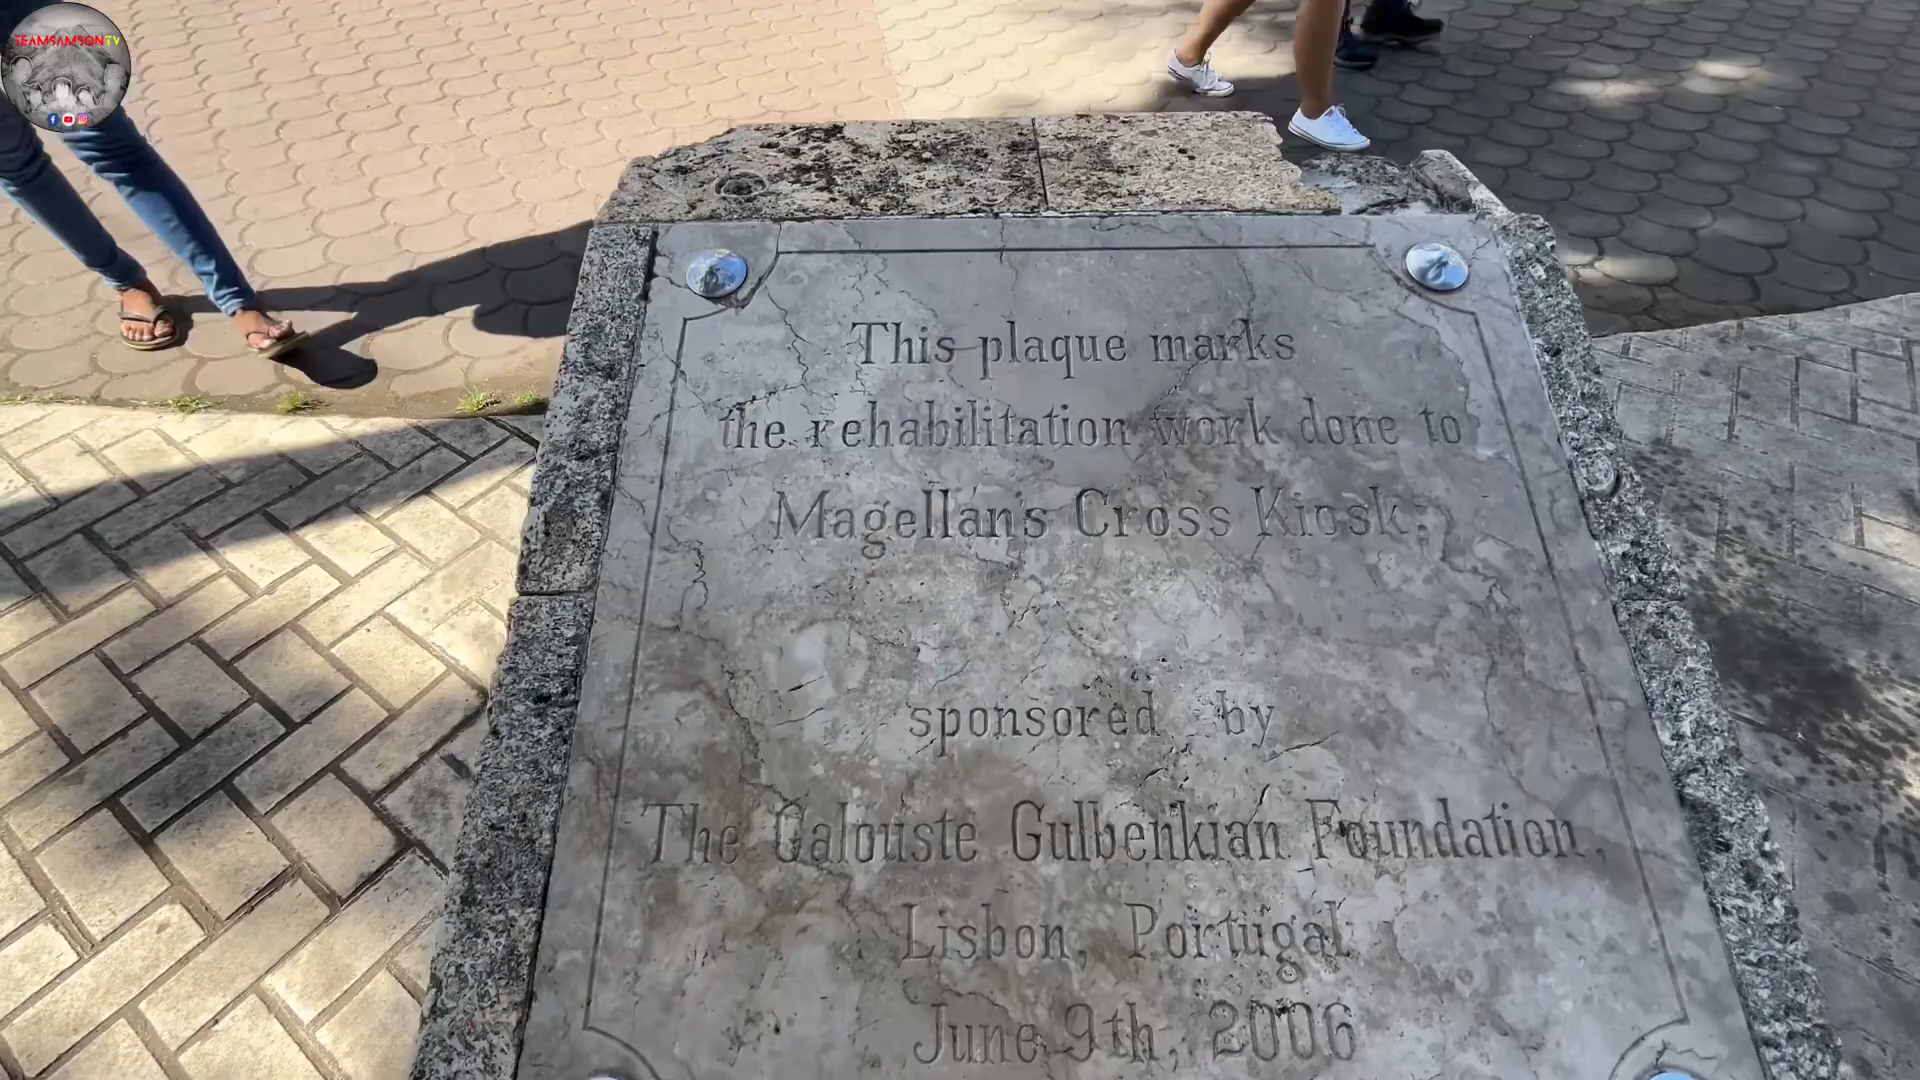 TEAMSAMSONTV
This plaque marks
the rehabilitation work done to
Magellan's Cross Kiosk,
sponsored by
The Calouste Gulbenkian Foundation,
Lisbon, Portugal
June 9th, 2006